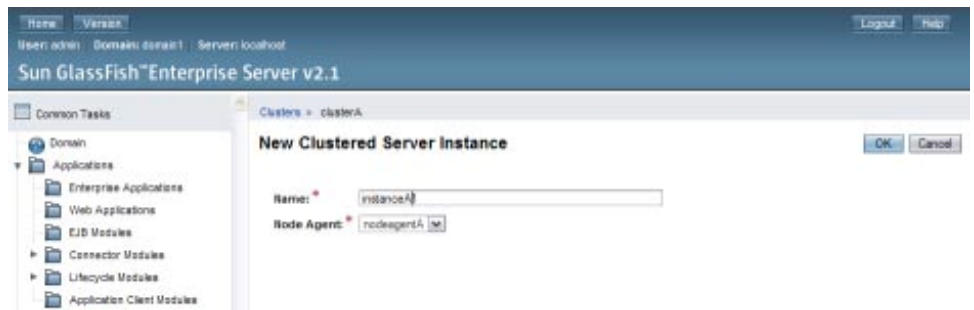 Home Version Logout Help
User: admin Domain: domain1 Server: localhost
Sun GlassFish™ Enterprise Server v2.1
Common Tasks
Domain
Applications
Enterprise Applications
Web Applications
EJB Modules
Connector Modules
Lifecycle Modules
Application Client Modules
Clusters > clusterA
New Clustered Server Instance
OK Cancel
Name: * instanceA
Node Agent: * nodeagentA